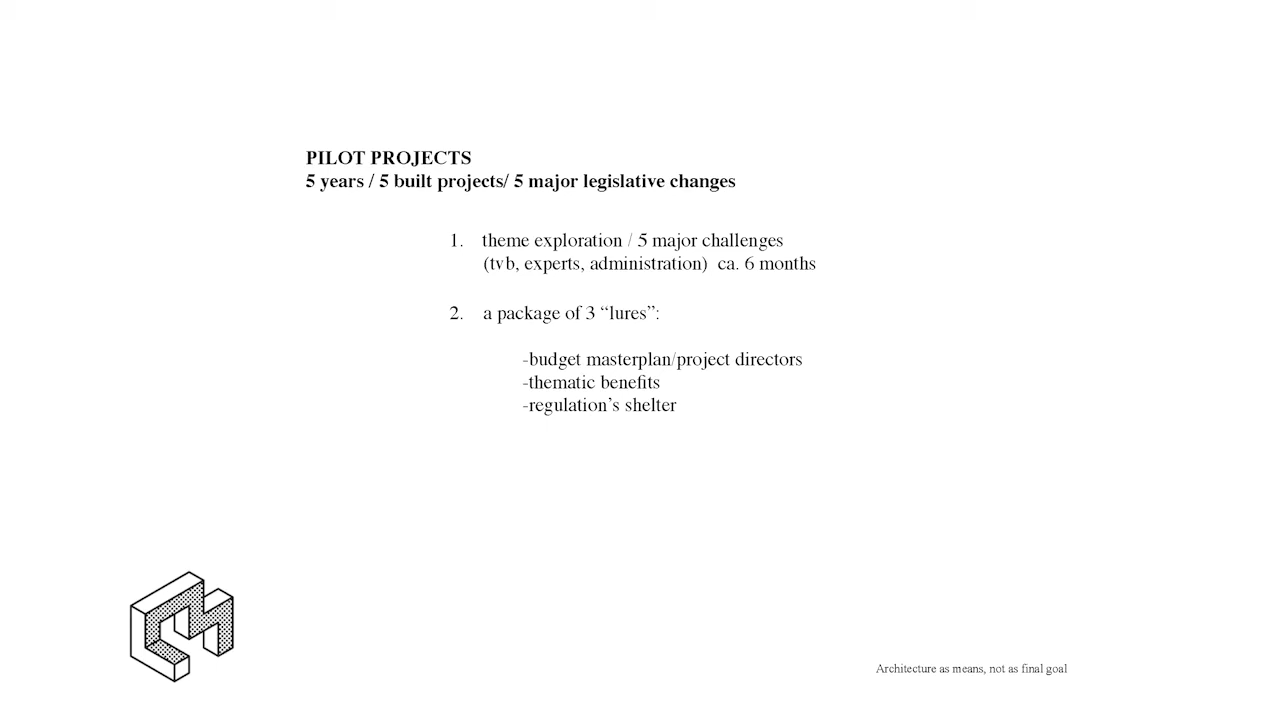 PILOT PROJECTS
5 years / 5 built projects/ 5 major legislative changes
1. theme exploration / 5 major challenges
(tvb, experts, administration) ca. 6 months
2. a package of 3 “lures”:
-budget masterplan/project directors
-thematic benefits
-regulation’s shelter
Architecture as means, not as final goal